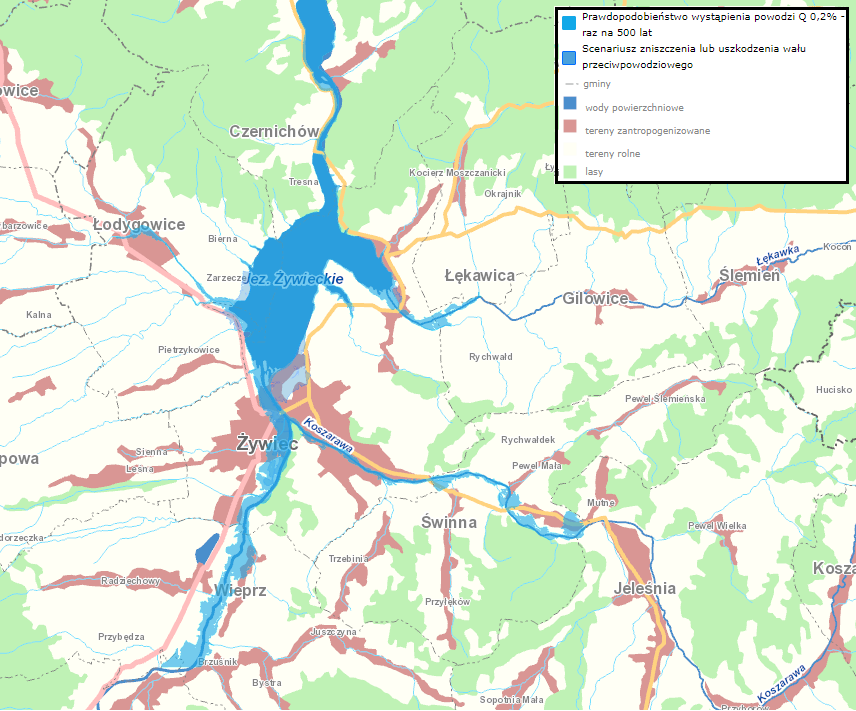 Prawdopodobieństwo wystąpienia powodzi Q 0,2% -
raz na 500 lat
Scenariusz zniszczenia lub uszkodzenia wału
przeciwpowodziowego
gminy
wody powierzchniowe
tereny zantropogenizowane
tereny rolne
lasy
owice
Czernichów
Kocierz Moszczanicki
Tresna
Okrajnik
Łodygowice
Bierna
Łękawka
Kocoń
Zarzecze
Jez. Żywieckie
Łękawica
Ślemień
Gilowice
Kalna
Pietrzykowice
Rychwałd
Hucisko
Pewel Ślemieńska
Koszarawa
Żywiec
Rychwałdek
Sienna
Leśna
Pewel Mała
Mutne
Świnna
Pewel Wielka
Trzebinia
Radziechowy
Wieprz
Jeleśnia
Przyłęków
Przybędza
Juszczyna
Brzuśnik
Bystra
Sopotnia Mała
Koszarawa